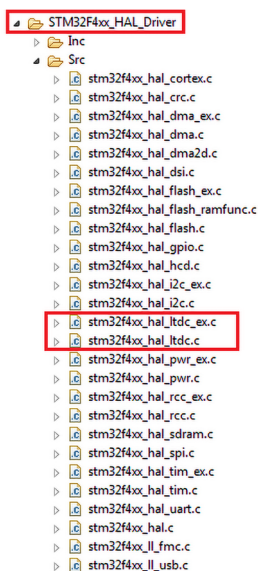 STM32F4xx_HAL_Driver
Inc
Src
stm32f4xx_hal_cortex.c
stm32f4xx_hal_crc.c
stm32f4xx_hal_dma_ex.c
stm32f4xx_hal_dma.c
stm32f4xx_hal_dma2d.c
stm32f4xx_hal_dsi.c
stm32f4xx_hal_flash_ex.c
stm32f4xx_hal_flash_ramfunc.c
stm32f4xx_hal_flash.c
stm32f4xx_hal_gpio.c
stm32f4xx_hal_hcd.c
stm32f4xx_hal_i2c_ex.c
stm32f4xx_hal_i2c.c
stm32f4xx_hal_ltdc_ex.c
stm32f4xx_hal_ltdc.c
stm32f4xx_hal_pwr_ex.c
stm32f4xx_hal_pwr.c
stm32f4xx_hal_rcc_ex.c
stm32f4xx_hal_rcc.c
stm32f4xx_hal_sdram.c
stm32f4xx_hal_spi.c
stm32f4xx_hal_tim_ex.c
stm32f4xx_hal_tim.c
stm32f4xx_hal_uart.c
stm32f4xx_hal.c
stm32f4xx_ll_fmc.c
stm32f4xx_ll_usb.c